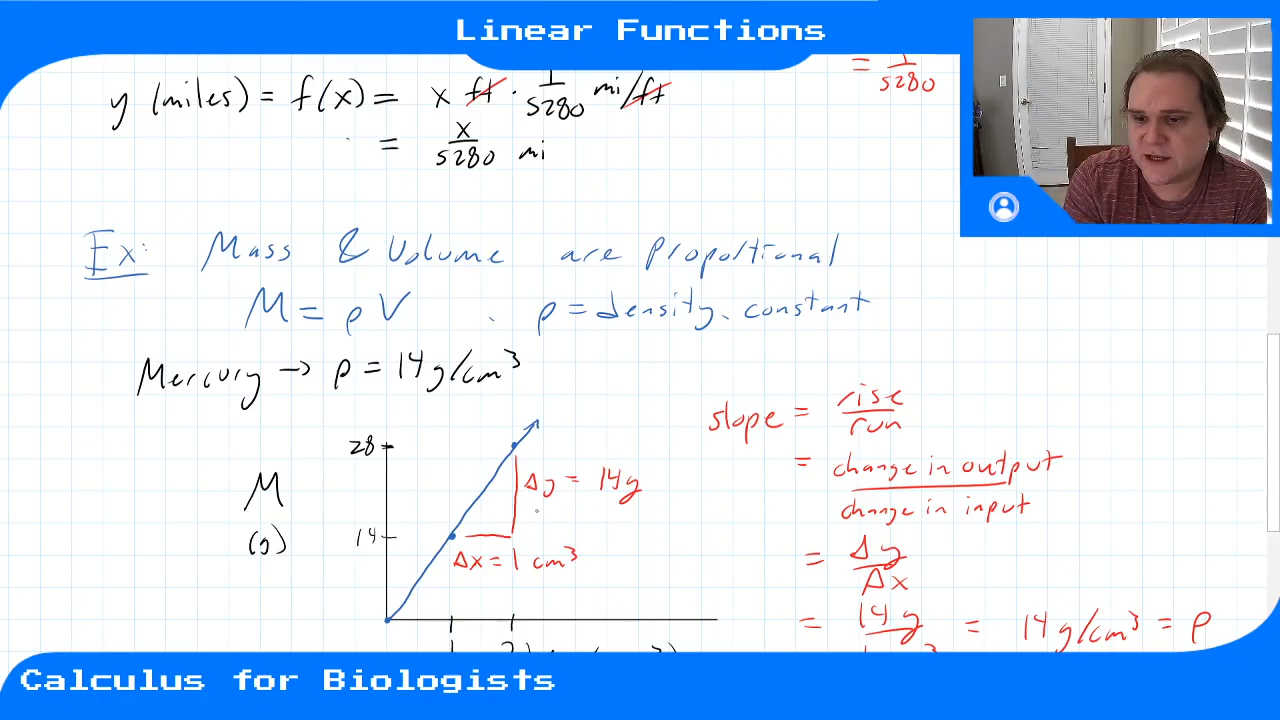 Linear Functions
y (miles) = f(x) = x ft · 1/5280 mi/ft
= x/5280 mi
= 1/5280
Ex: Mass & Volume are proportional
M = ρV ρ = density constant
Mercury → ρ = 14 g/cm³
28
M
(g)
14
Δy = 14g
Δx = 1 cm³
slope = rise/run
= change in output/change in input
= Δy/Δx
= 14g = 14 g/cm³ = ρ
Calculus for Biologists